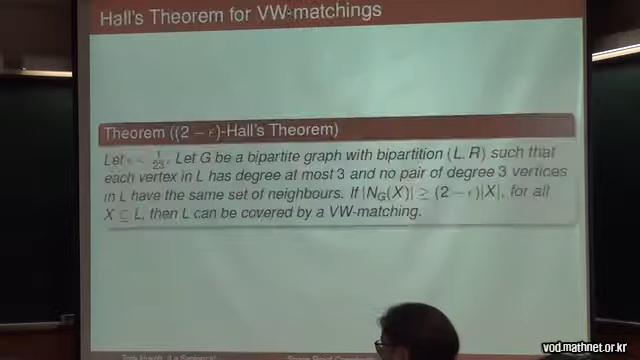 Hall's Theorem for VW-matchings
Theorem ((2 − ϵ)-Hall's Theorem)
Let ϵ < 1/23. Let G be a bipartite graph with bipartition (L, R) such that
each vertex in L has degree at most 3 and no pair of degree 3 vertices
in L have the same set of neighbours. If |N_G(X)| ≥ (2 − ϵ)|X|, for all
X ⊆ L, then L can be covered by a VW-matching.
vod.mathnet.or.kr